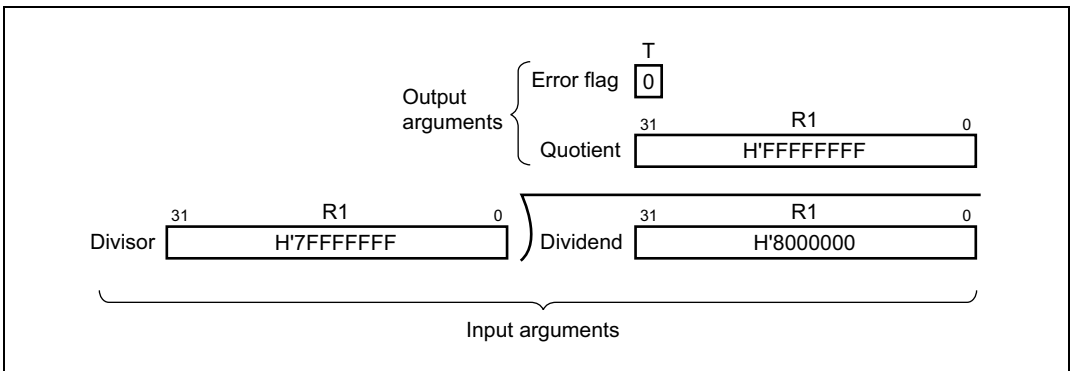 T
Error flag 0
Output
arguments
31 R1 0
Quotient H'FFFFFFFF
31 R1 0 31 R1 0
Divisor H'7FFFFFFF Dividend H'8000000
Input arguments